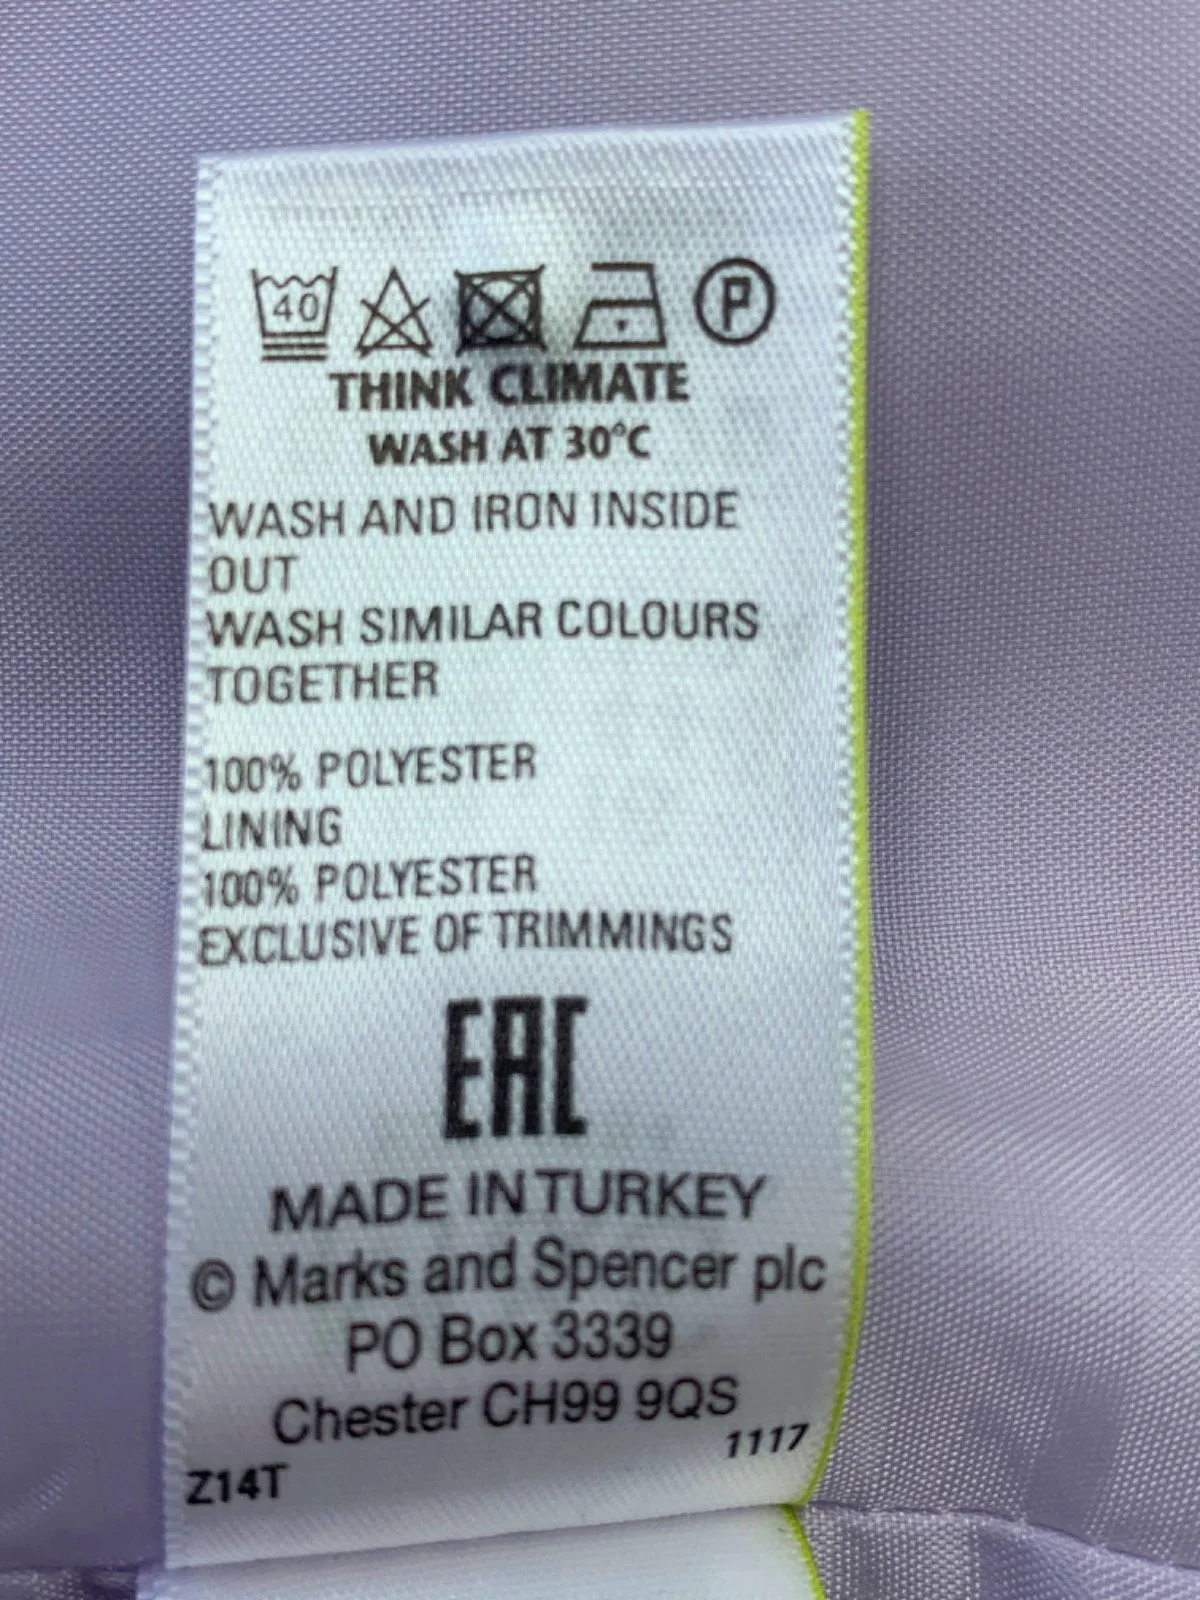 40 P
THINK CLIMATE
WASH AT 30°C
WASH AND IRON INSIDE
OUT
WASH SIMILAR COLOURS
TOGETHER
100% POLYESTER
LINING
100% POLYESTER
EXCLUSIVE OF TRIMMINGS
EAC
MADE IN TURKEY
© Marks and Spencer plc
PO Box 3339
Chester CH99 9QS
1117
Z14T